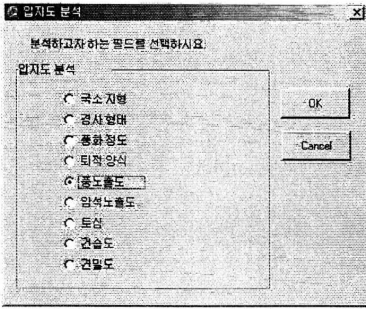 임지도 분석
분석하고자 하는 필드를 선택하시요.
임지도 분석
국소 지형
경사 형태
풍화 정도
퇴적 양식
풍노출도
암석노출도
토심
건습도
견밀도
OK
Cancel